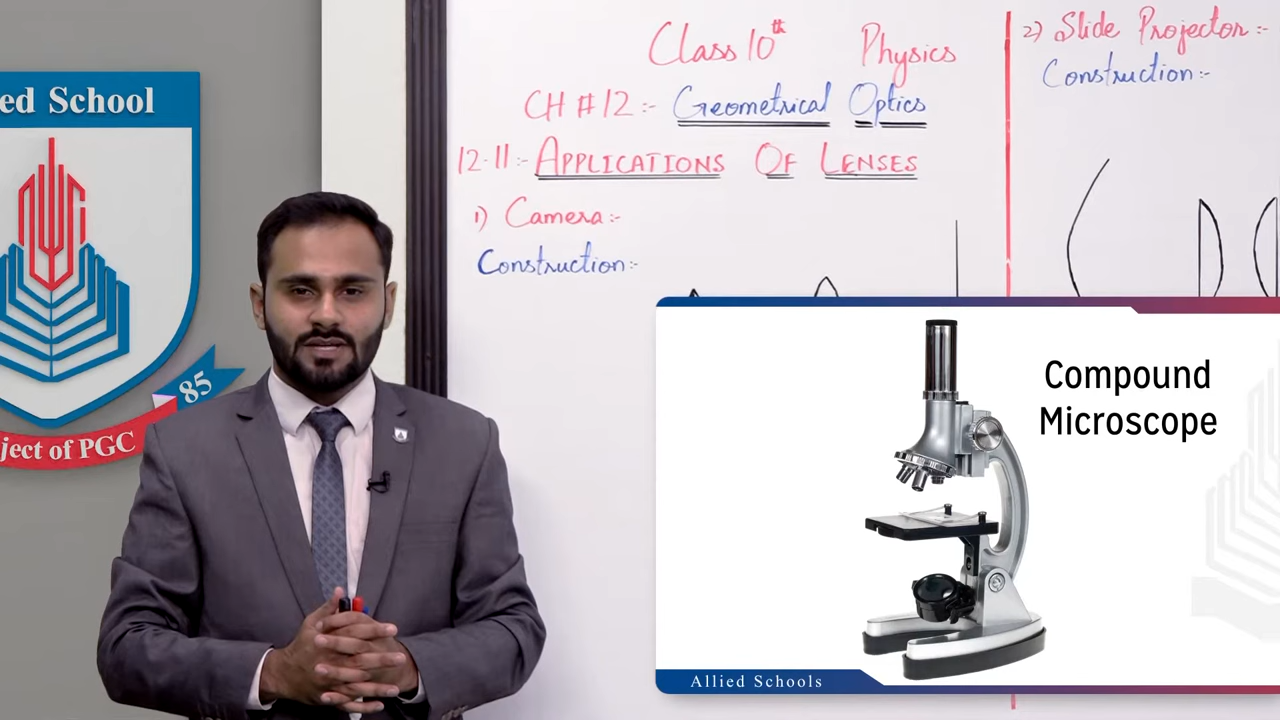 ed School
85
ject of PGC
Class 10th Physics
CH # 12:- Geometrical Optics
12.11:- APPLICATIONS OF LENSES
1) Camera:-
Construction:-
2) Slide Projector:-
Construction:-
Compound
Microscope
Allied Schools